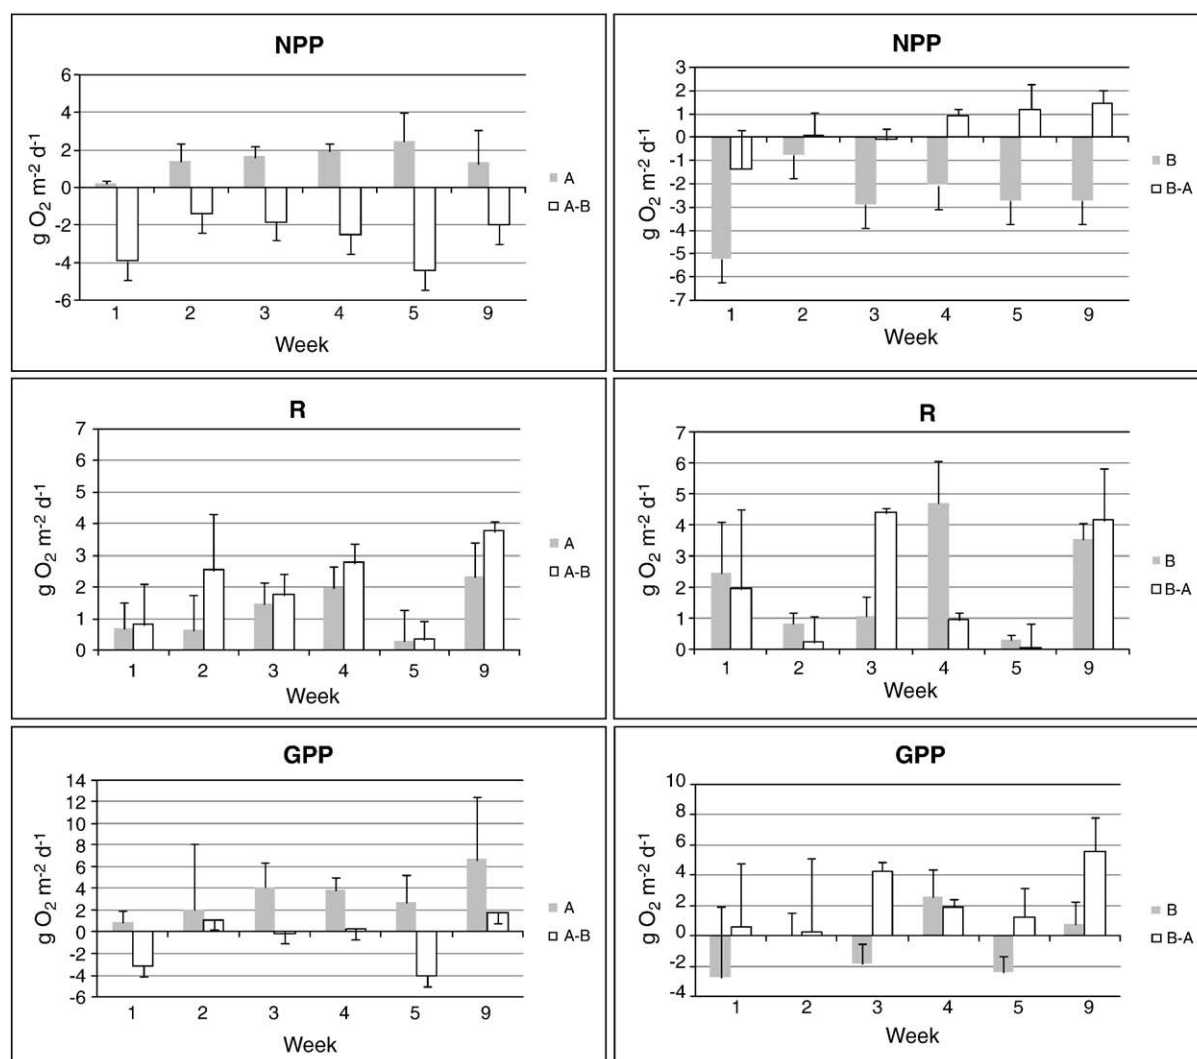 NPP
6
4
2
0
-2
-4
-6
g O₂ m⁻² d⁻¹
1 2 3 4 5 9
Week
A
A-B
NPP
3
2
1
0
-1
-2
-3
-4
-5
-6
-7
g O₂ m⁻² d⁻¹
1 2 3 4 5 9
Week
B
B-A
R
7
6
5
4
3
2
1
0
g O₂ m⁻² d⁻¹
1 2 3 4 5 9
Week
A
A-B
R
7
6
5
4
3
2
1
0
g O₂ m⁻² d⁻¹
1 2 3 4 5 9
Week
B
B-A
GPP
14
12
10
8
6
4
2
0
-2
-4
-6
g O₂ m⁻² d⁻¹
1 2 3 4 5 9
Week
A
A-B
GPP
10
8
6
4
2
0
-2
-4
g O₂ m⁻² d⁻¹
1 2 3 4 5 9
Week
B
B-A